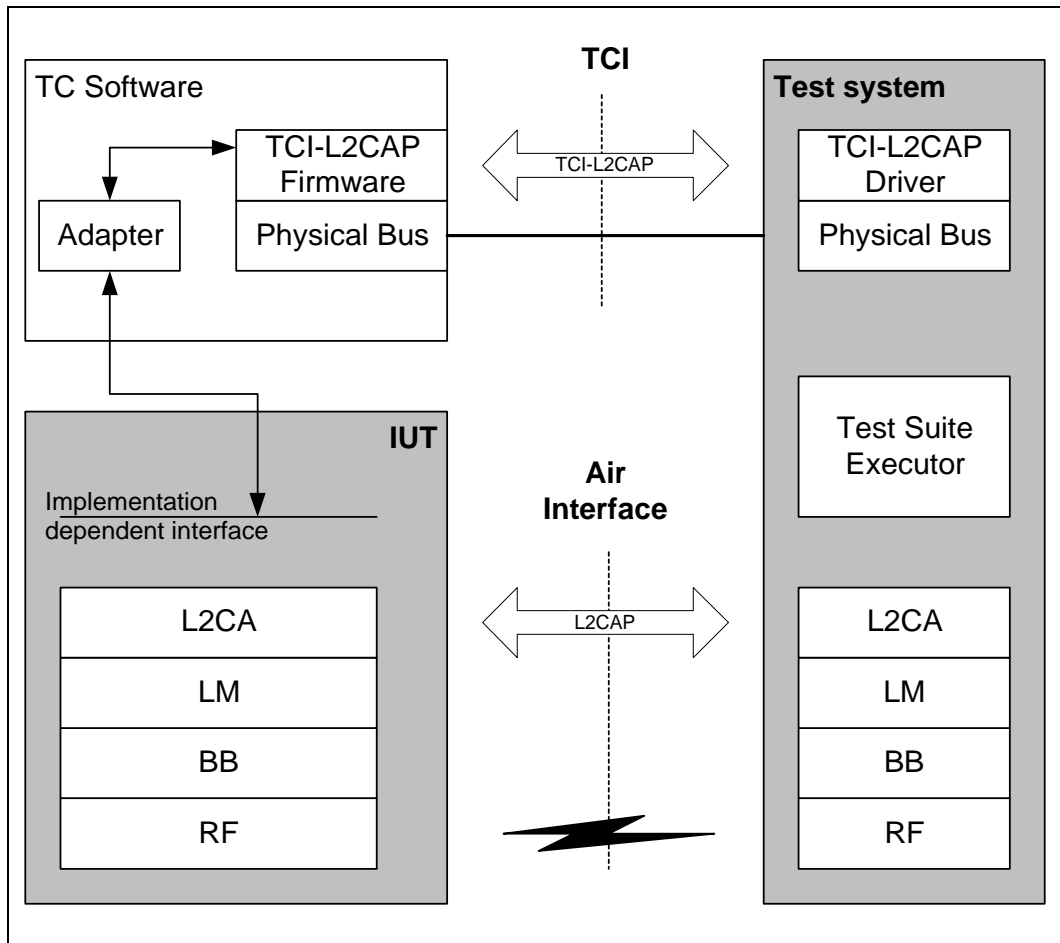 TC Software
TCI-L2CAP
Firmware
Physical Bus
Adapter
TCI
TCI-L2CAP
Test system
TCI-L2CAP
Driver
Physical Bus
Test Suite
Executor
IUT
Implementation
dependent interface
L2CA
LM
BB
RF
Air
Interface
L2CAP
L2CA
LM
BB
RF